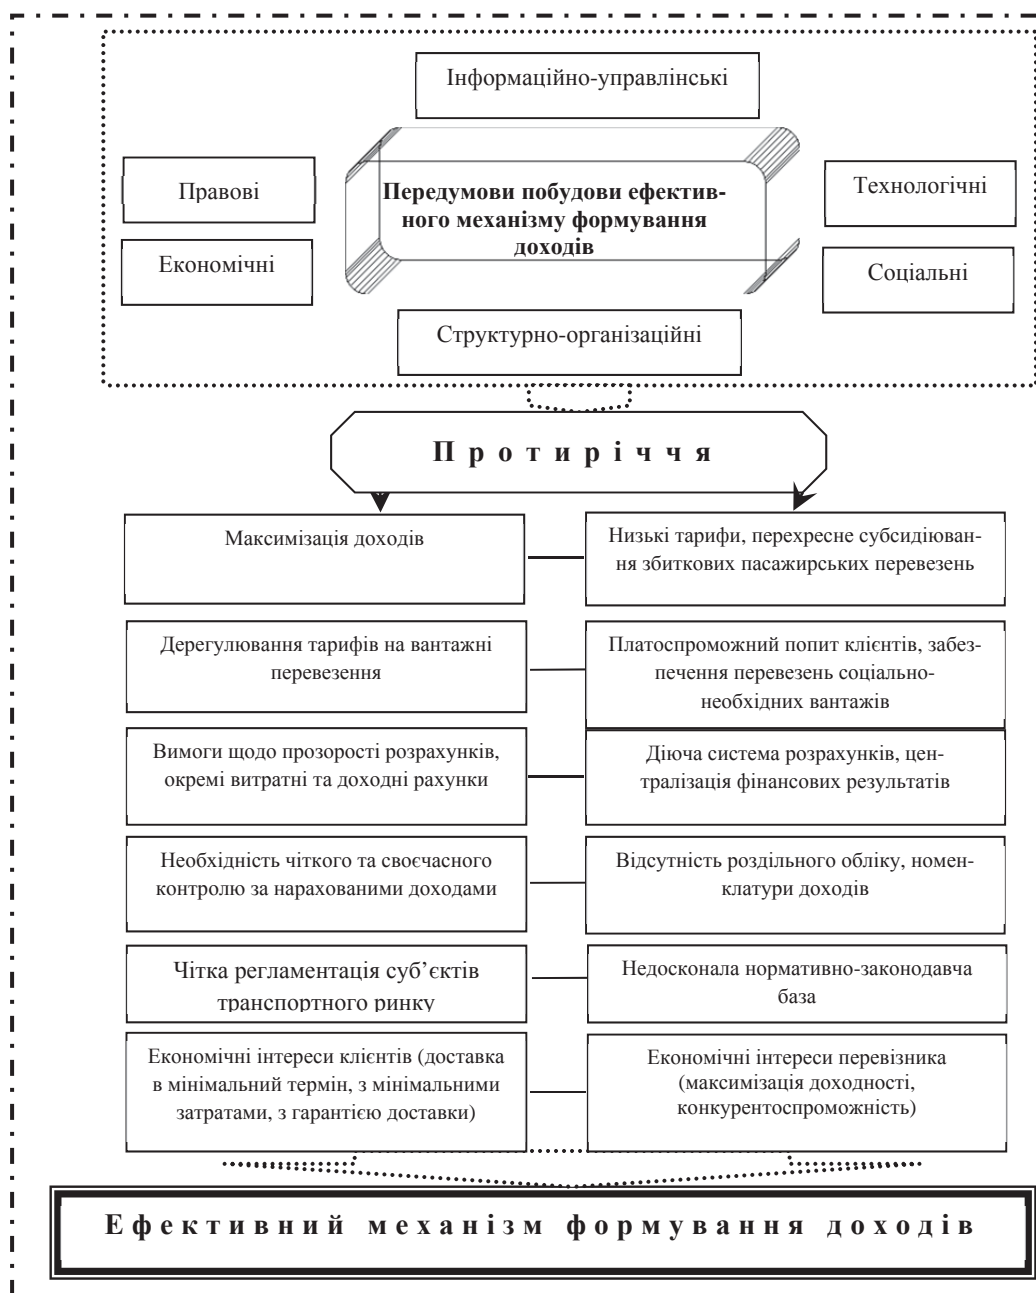 Інформаційно-управлінські
Правові
Передумови побудови ефектив-
ного механізму формування
доходів
Технологічні
Економічні
Соціальні
Структурно-організаційні
Протиріччя
Максимізація доходів
Низькі тарифи, перехресне субсидіюван-
ня збиткових пасажирських перевезень
Дерегулювання тарифів на вантажні
перевезення
Платоспроможний попит клієнтів, забез-
печення перевезень соціально-
необхідних вантажів
Вимоги щодо прозорості розрахунків,
окремі витратні та доходні рахунки
Діюча система розрахунків, цен-
тралізація фінансових результатів
Необхідність чіткого та своєчасного
контролю за нарахованими доходами
Відсутність роздільного обліку, номен-
клатури доходів
Чітка регламентація суб’єктів
транспортного ринку
Недосконала нормативно-законодавча
база
Економічні інтереси клієнтів (доставка
в мінімальний термін, з мінімальними
затратами, з гарантією доставки)
Економічні інтереси перевізника
(максимізація доходності,
конкурентоспроможність)
Ефективний механізм формування доходів